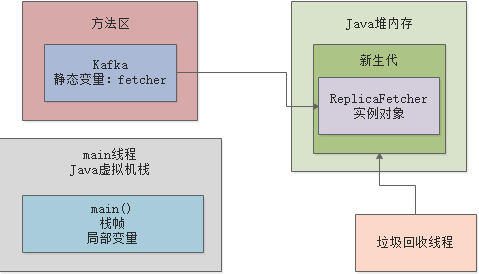 方法区
Kafka
静态变量：fetcher
Java堆内存
新生代
ReplicaFetcher
实例对象
main线程
Java虚拟机栈
main()
栈帧
局部变量
垃圾回收线程